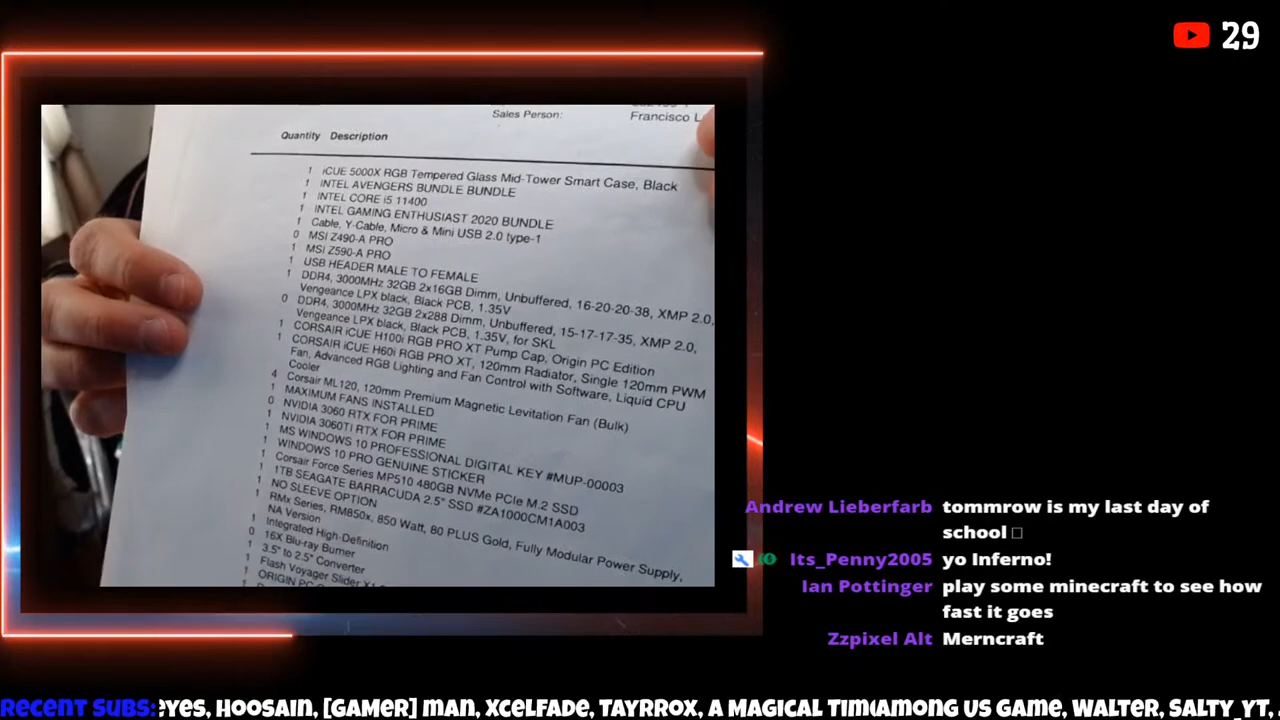 29
Sales Person:
Francisco L
Quantity Description
1 iCUE 5000X RGB Tempered Glass Mid-Tower Smart Case, Black
1 INTEL AVENGERS BUNDLE BUNDLE
1 INTEL CORE i5 11400
1 INTEL GAMING ENTHUSIAST 2020 BUNDLE
1 Cable, Y-Cable, Micro & Mini USB 2.0 type-1
0 MSI Z490-A PRO
1 MSI Z590-A PRO
1 USB HEADER MALE TO FEMALE
1 DDR4, 3000MHz 32GB 2x16GB Dimm, Unbuffered, 16-20-20-38, XMP 2.0,
Vengeance LPX black, Black PCB, 1.35V
0 DDR4, 3000MHz 32GB 2x288 Dimm, Unbuffered, 15-17-17-35, XMP 2.0,
Vengeance LPX black, Black PCB, 1.35V, for SKL
1 CORSAIR iCUE H100i RGB PRO XT Pump Cap, Origin PC Edition
1 CORSAIR iCUE H60i RGB PRO XT, 120mm Radiator, Single 120mm PWM
Fan, Advanced RGB Lighting and Fan Control with Software, Liquid CPU
Cooler
4 Corsair ML120, 120mm Premium Magnetic Levitation Fan (Bulk)
1 MAXIMUM FANS INSTALLED
0 NVIDIA 3060 RTX FOR PRIME
1 NVIDIA 3060TI RTX FOR PRIME
1 MS WINDOWS 10 PROFESSIONAL DIGITAL KEY #MUP-00003
1 WINDOWS 10 PRO GENUINE STICKER
1 Corsair Force Series MP510 480GB NVMe PCIe M.2 SSD
1 1TB SEAGATE BARRACUDA 2.5" SSD #ZA1000CM1A003
1 NO SLEEVE OPTION
1 RMx Series, RM850x, 850 Watt, 80 PLUS Gold, Fully Modular Power Supply,
NA Version
1 Integrated High-Definition
0 16X Blu-ray Burner
1 3.5" to 2.5" Converter
1 Flash Voyager Slider X1
1 ORIGIN PC
Andrew Lieberfarb tommrow is my last day of
school
Its_Penny2005 yo Inferno!
Ian Pottinger play some minecraft to see how
fast it goes
Zzpixel Alt Merncraft
RECENT SUBS: EYES, HOOSAIN, [GAMER] MAN, XCELFADE, TAYRROX, A MAGICAL TIM(AMONG US GAME, WALTER, SALTY YT,